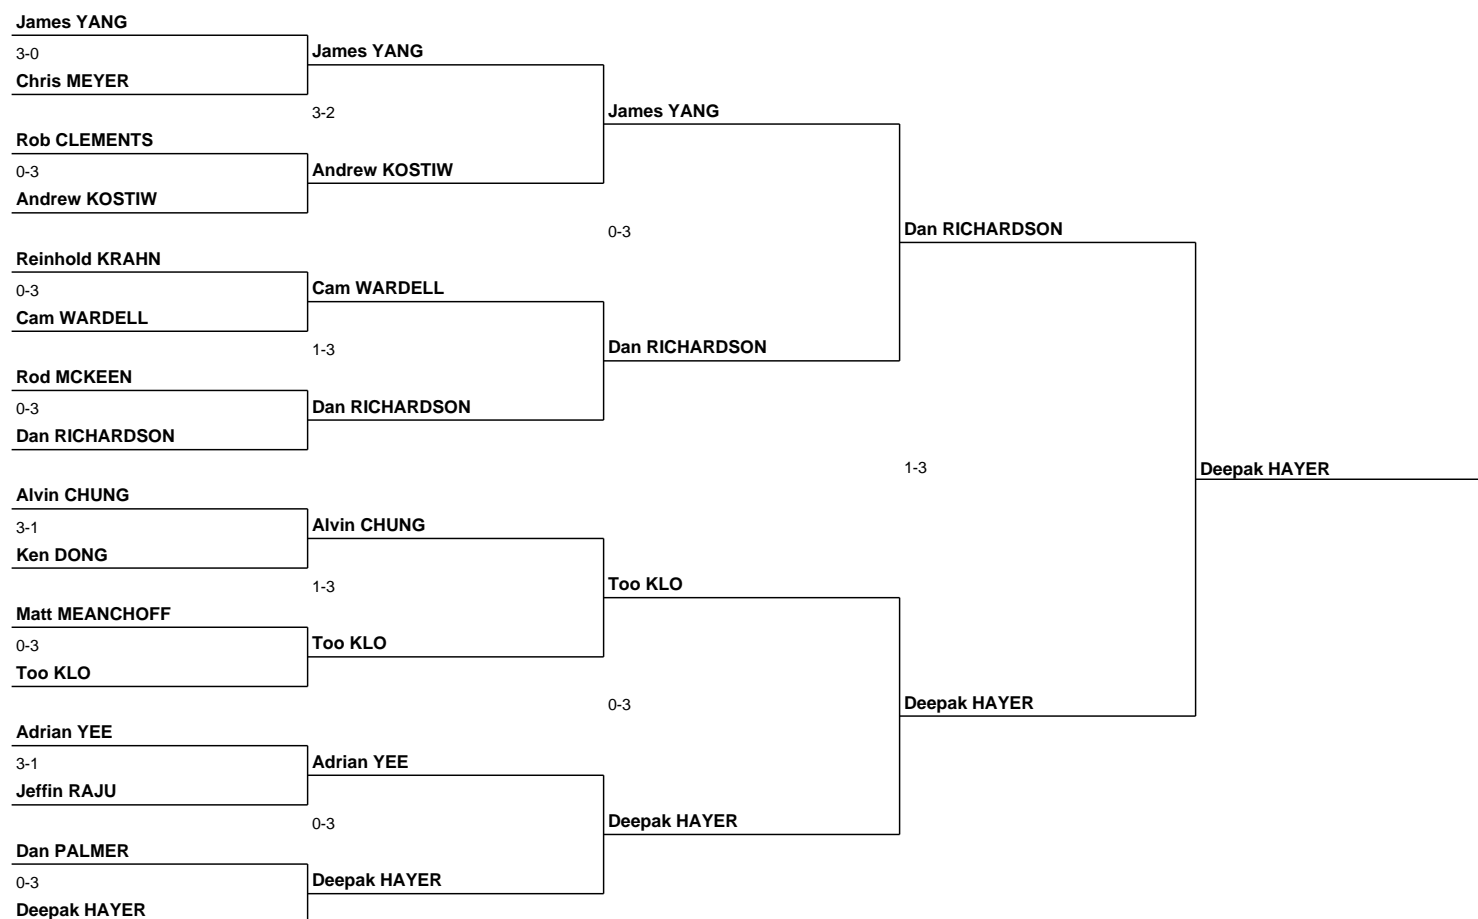 James YANG
3-0
Chris MEYER
Rob CLEMENTS
0-3
Andrew KOSTIW
Reinhold KRAHN
0-3
Cam WARDELL
Rod MCKEEN
0-3
Dan RICHARDSON
Alvin CHUNG
3-1
Ken DONG
Matt MEANCHOFF
0-3
Too KLO
Adrian YEE
3-1
Jeffin RAJU
Dan PALMER
0-3
Deepak HAYER
James YANG
3-2
Andrew KOSTIW
Cam WARDELL
1-3
Dan RICHARDSON
Alvin CHUNG
1-3
Too KLO
Adrian YEE
0-3
Deepak HAYER
James YANG
0-3
Dan RICHARDSON
Too KLO
0-3
Deepak HAYER
Dan RICHARDSON
1-3
Deepak HAYER
Deepak HAYER